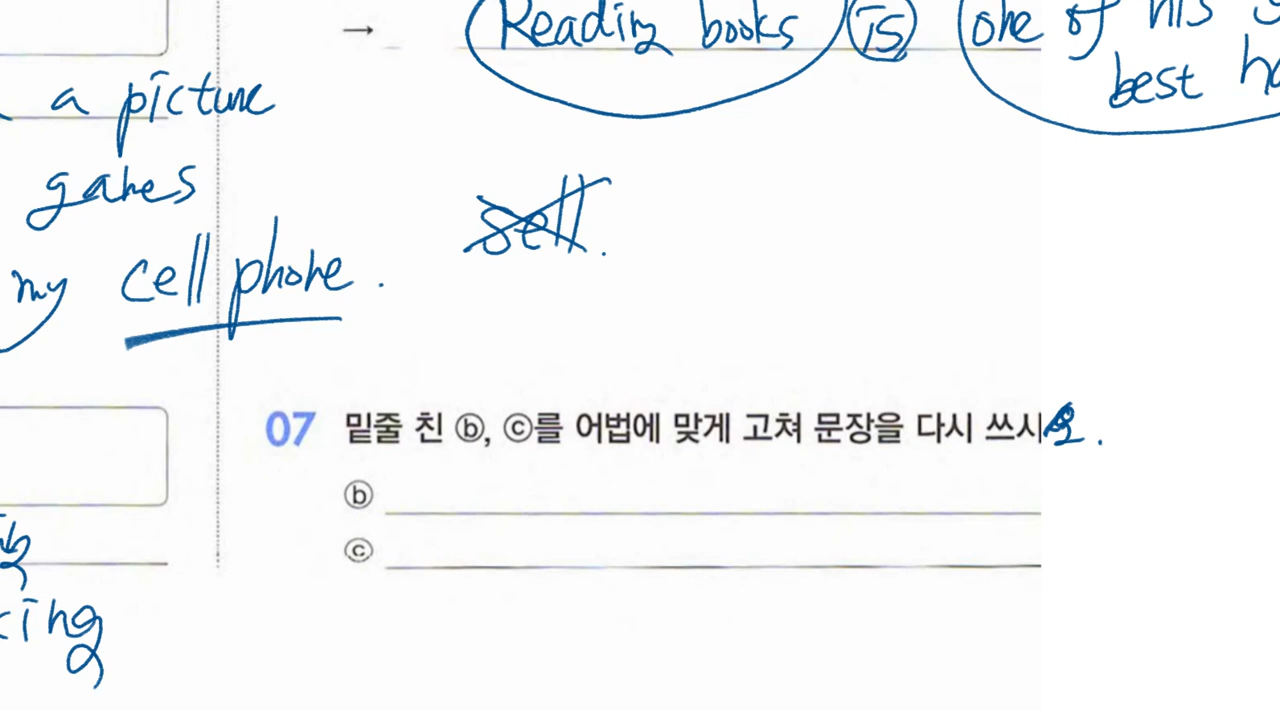 → Reading books is one of his
best
a picture
games
sell.
my cell phone.
07 밑줄 친 ⓑ, ⓒ를 어법에 맞게 고쳐 문장을 다시 쓰시오.
ⓑ
ⓒ